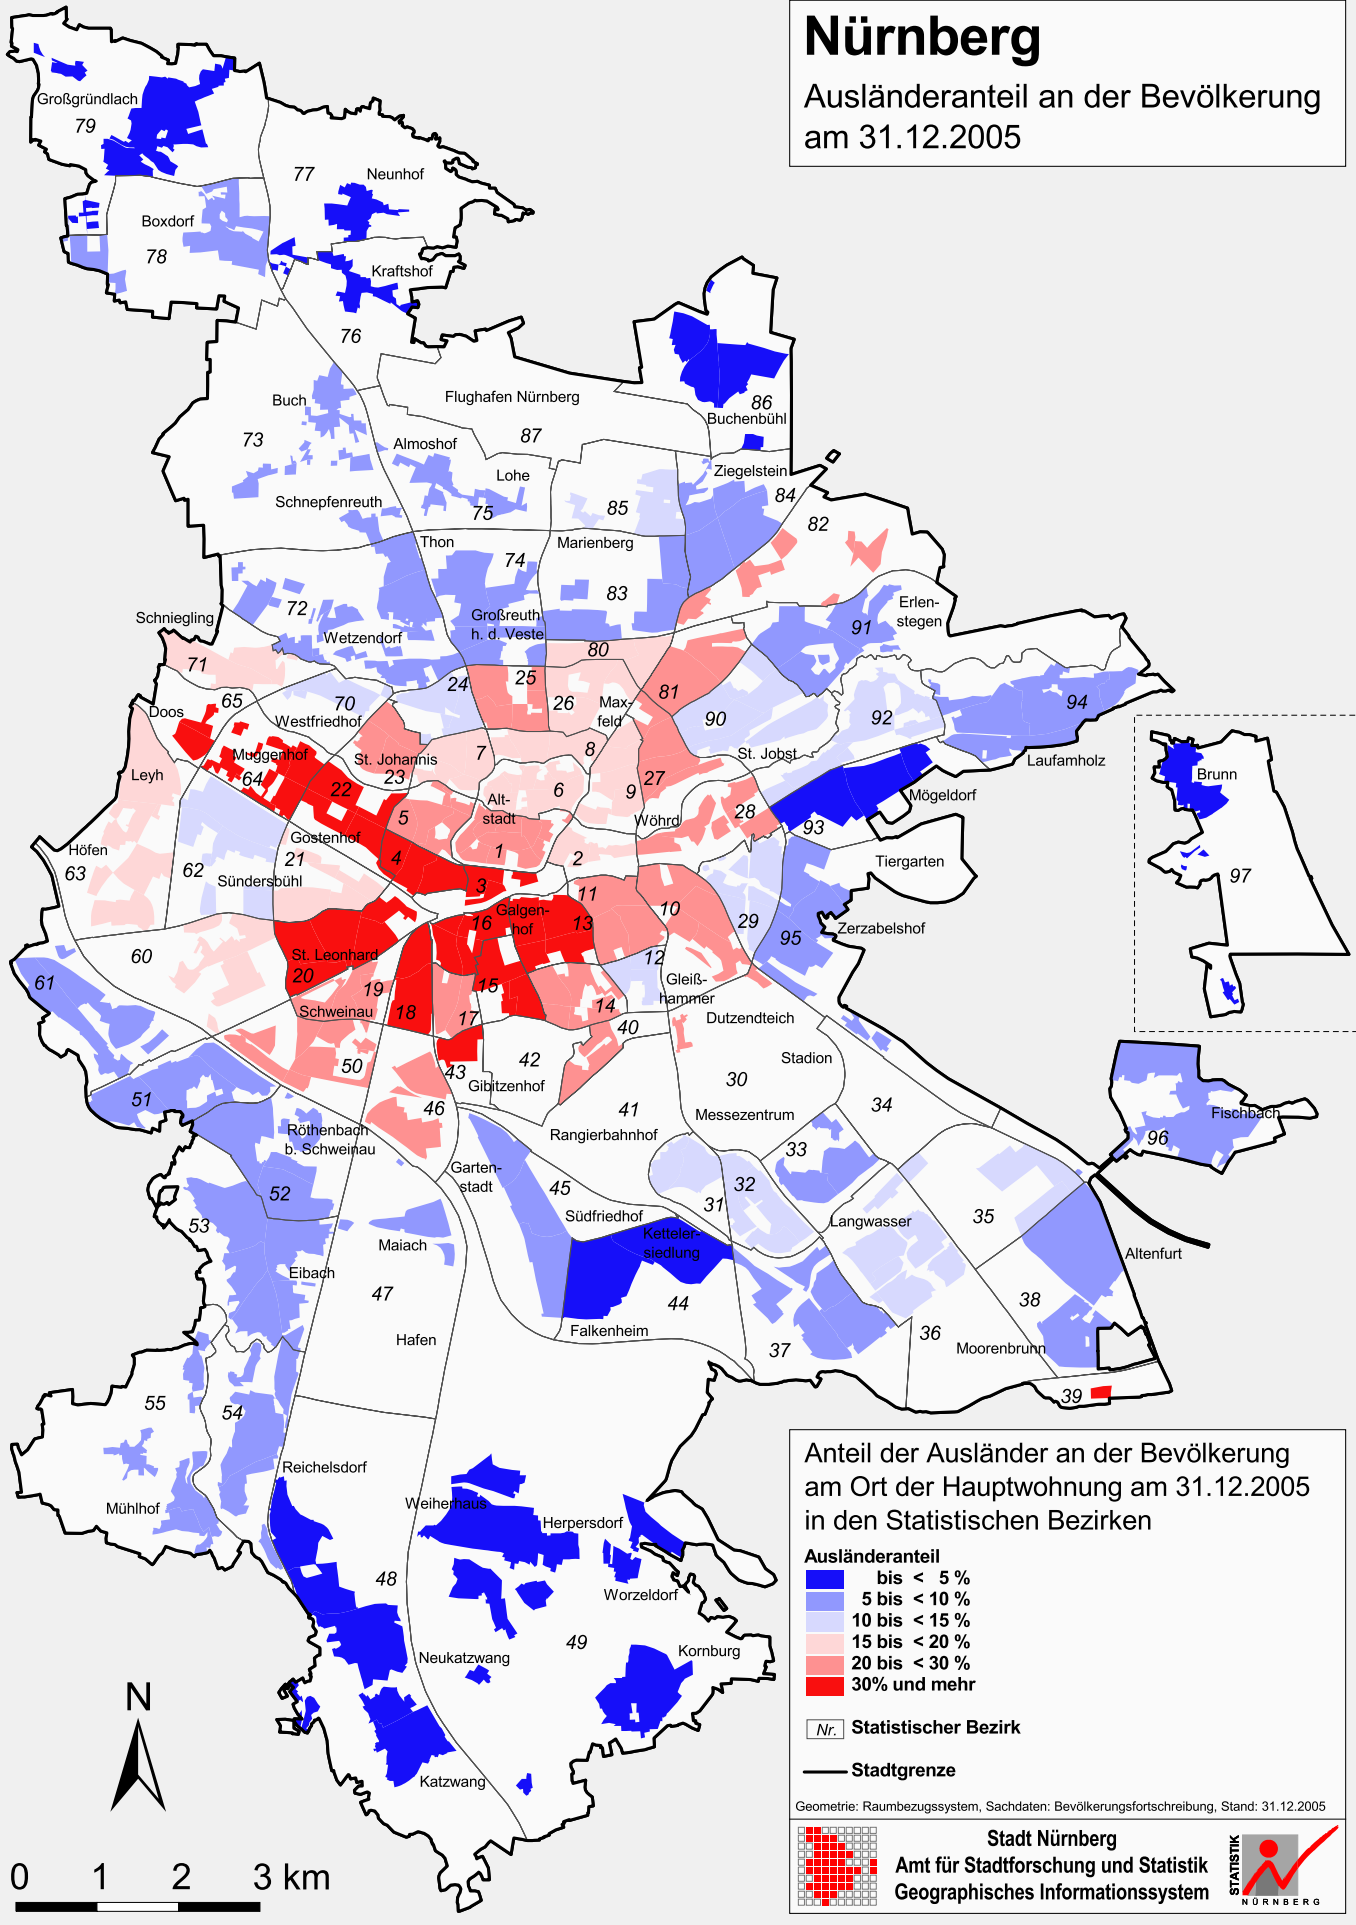 Nürnberg
Ausländeranteil an der Bevölkerung
am 31.12.2005
Großgründlach
79
77
Neunhof
Boxdorf
78
Kraftshof
76
Buch
73
Flughafen Nürnberg
87
86
Buchenbühl
Almoshof
Lohe
75
Schnepfenreuth
85
Ziegelstein
84
82
Thon
74
Marienberg
83
72
Wetzendorf
Großreuth
h. d. Veste
Erlen-
stegen
91
Schniegling
71
80
24
25
26
Max-
feld
81
65
70
Westfriedhof
Doos
90
92
94
St. Jobst
Laufamholz
Muggenhof
64
Leyh
St. Johannis
23
7
8
22
Alt-
stadt
6
9
27
5
Wöhrd
28
Mögeldorf
93
Gostenhof
21
4
1
2
Höfen
63
62
Sündersbühl
3
Tiergarten
11
10
29
Galgen-
hof
16
13
95
Zerzabelshof
60
St. Leonhard
20
12
Gleiß-
hammer
61
19
Schweinau
18
15
17
14
40
Dutzendteich
50
43
42
Gibitzenhof
Stadion
30
51
46
41
Messezentrum
34
Röthenbach
b. Schweinau
Rangierbahnhof
33
35
Fischbach
96
Brunn
97
52
Garten-
stadt
45
32
31
53
Südfriedhof
Langwasser
Maiach
Ketteler-
siedlung
Altenfurt
Eibach
47
44
38
Hafen
Falkenheim
37
36
Moorenbrunn
55
54
39
Reichelsdorf
Mühlhof
Weiherhaus
Herpersdorf
48
Worzeldorf
49
Neukatzwang
Kornburg
Katzwang
N
0 1 2 3 km
Anteil der Ausländer an der Bevölkerung
am Ort der Hauptwohnung am 31.12.2005
in den Statistischen Bezirken
Ausländeranteil
bis < 5 %
5 bis < 10 %
10 bis < 15 %
15 bis < 20 %
20 bis < 30 %
30% und mehr
Nr. Statistischer Bezirk
Stadtgrenze
Geometrie: Raumbezugssystem, Sachdaten: Bevölkerungsfortschreibung, Stand: 31.12.2005
Stadt Nürnberg
Amt für Stadtforschung und Statistik
Geographisches Informationssystem
STATISTIK
NÜRNBERG